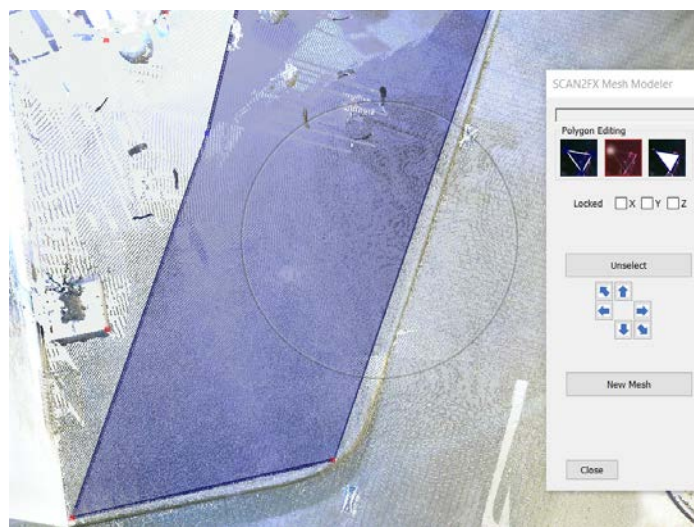 SCAN2FX Mesh Modeler
Polygon Editing
Locked X Y Z
Unselect
New Mesh
Close